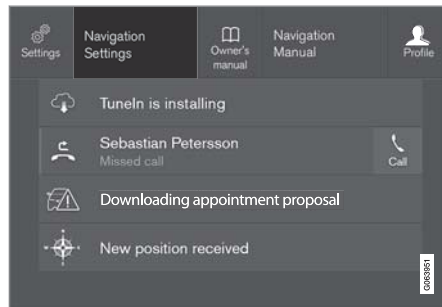 Settings
Navigation
Settings
Owner's
manual
Navigation
Manual
Profile
TuneIn is installing
Sebastian Petersson
Missed call
Call
Downloading appointment proposal
New position received
G063951